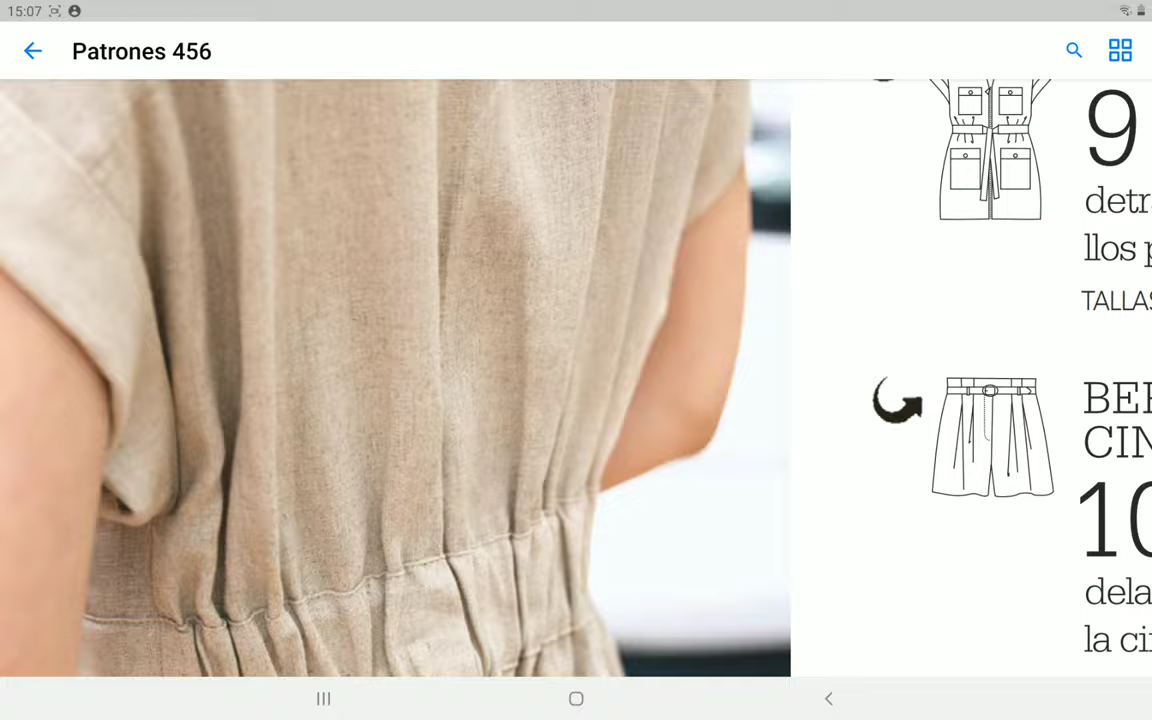 15:07
Patrones 456
9
detr
llos p
TALLAS
BER
CIN
10
dela
la ci